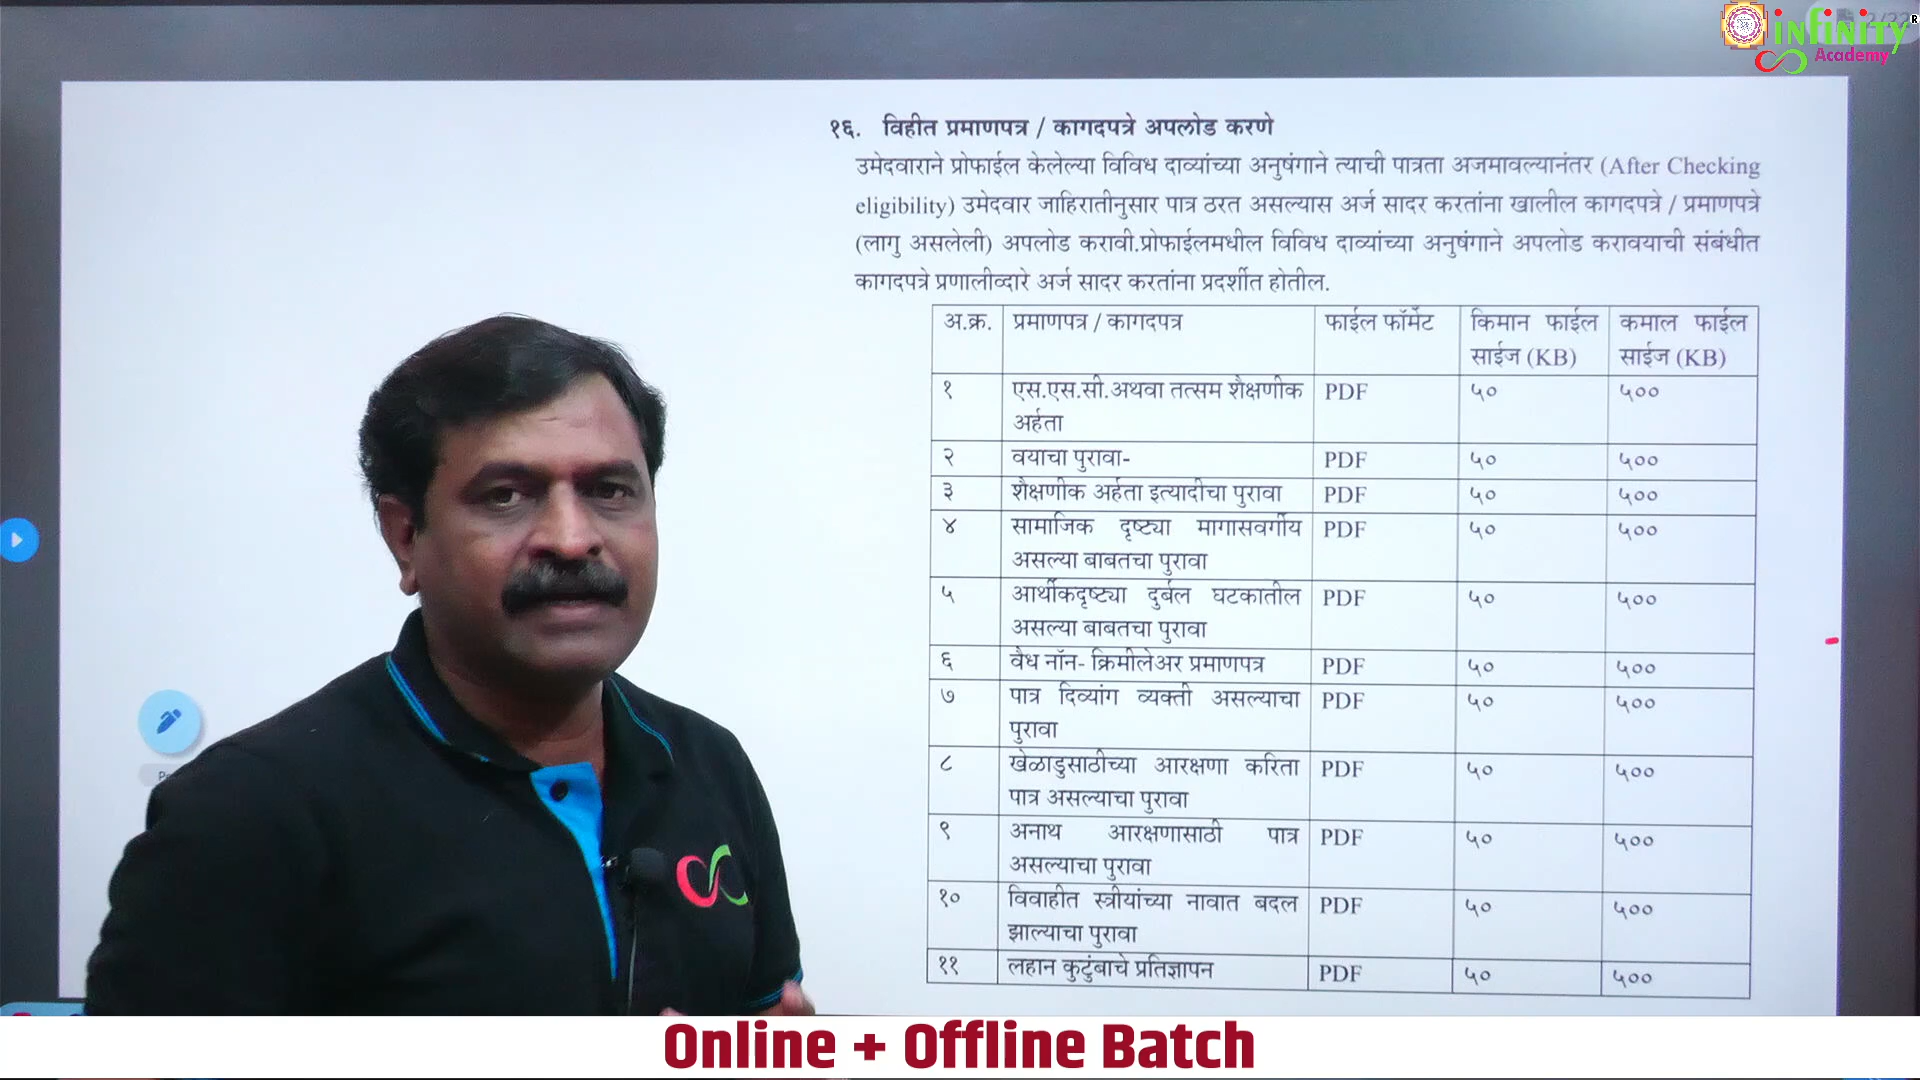 infinity
Academy
१६. विहीत प्रमाणपत्र / कागदपत्रे अपलोड करणे
उमेदवाराने प्रोफाईल केलेल्या विविध दाव्यांच्या अनुषंगाने त्याची पात्रता अजमावल्यानंतर (After Checking
eligibility) उमेदवार जाहिरातीनुसार पात्र ठरत असल्यास अर्ज सादर करतांना खालील कागदपत्रे / प्रमाणपत्रे
(लागु असलेली) अपलोड करावी.प्रोफाईलमधील विविध दाव्यांच्या अनुषंगाने अपलोड करावयाची संबंधीत
कागदपत्रे प्रणालीव्दारे अर्ज सादर करतांना प्रदर्शीत होतील.
अ.क्र. प्रमाणपत्र / कागदपत्र फाईल फॉर्मेट किमान फाईल कमाल फाईल
साईज (KB) साईज (KB)
१ एस.एस.सी.अथवा तत्सम शैक्षणीक PDF ५० ५००
अर्हता
२ वयाचा पुरावा- PDF ५० ५००
३ शैक्षणीक अर्हता इत्यादीचा पुरावा PDF ५० ५००
४ सामाजिक दृष्ट्या मागासवर्गीय PDF ५० ५००
असल्या बाबतचा पुरावा
५ आर्थीकदृष्ट्या दुर्बल घटकातील PDF ५० ५००
असल्या बाबतचा पुरावा
६ वैध नॉन- क्रिमीलेअर प्रमाणपत्र PDF ५० ५००
७ पात्र दिव्यांग व्यक्ती असल्याचा PDF ५० ५००
पुरावा
८ खेळाडुसाठीच्या आरक्षणा करिता PDF ५० ५००
पात्र असल्याचा पुरावा
९ अनाथ आरक्षणासाठी पात्र PDF ५० ५००
असल्याचा पुरावा
१० विवाहीत स्त्रीयांच्या नावात बदल PDF ५० ५००
झाल्याचा पुरावा
११ लहान कुटुंबाचे प्रतिज्ञापन PDF ५० ५००
Online + Offline Batch